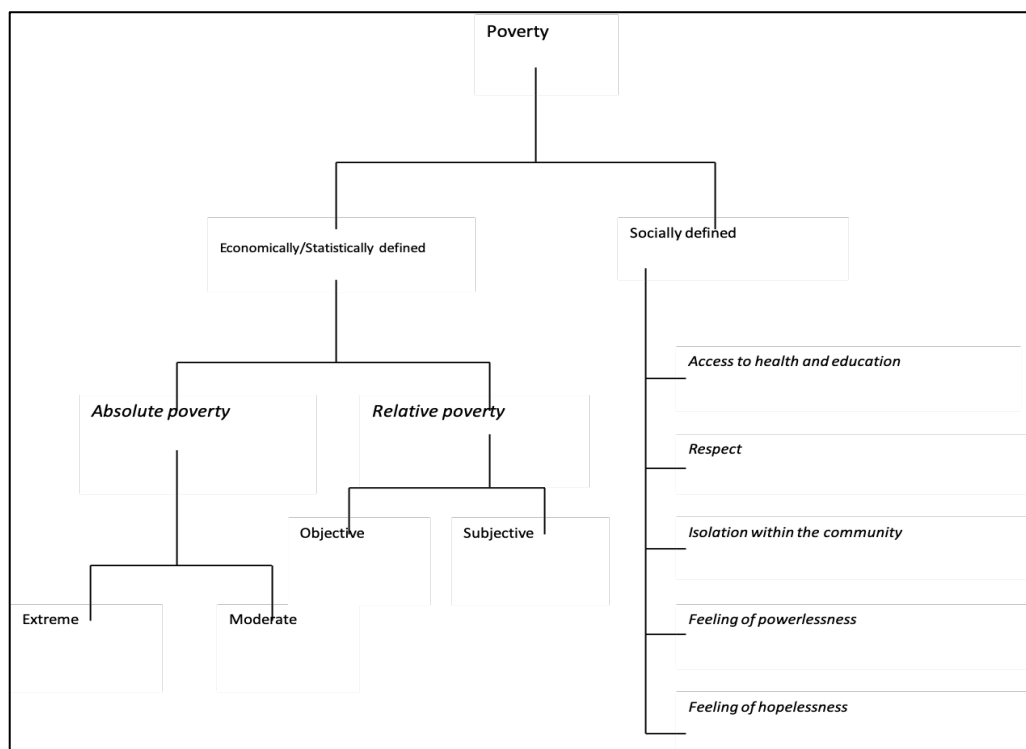 Poverty
Economically/Statistically defined
Socially defined
Absolute poverty
Relative poverty
Objective
Subjective
Extreme
Moderate
Access to health and education
Respect
Isolation within the community
Feeling of powerlessness
Feeling of hopelessness